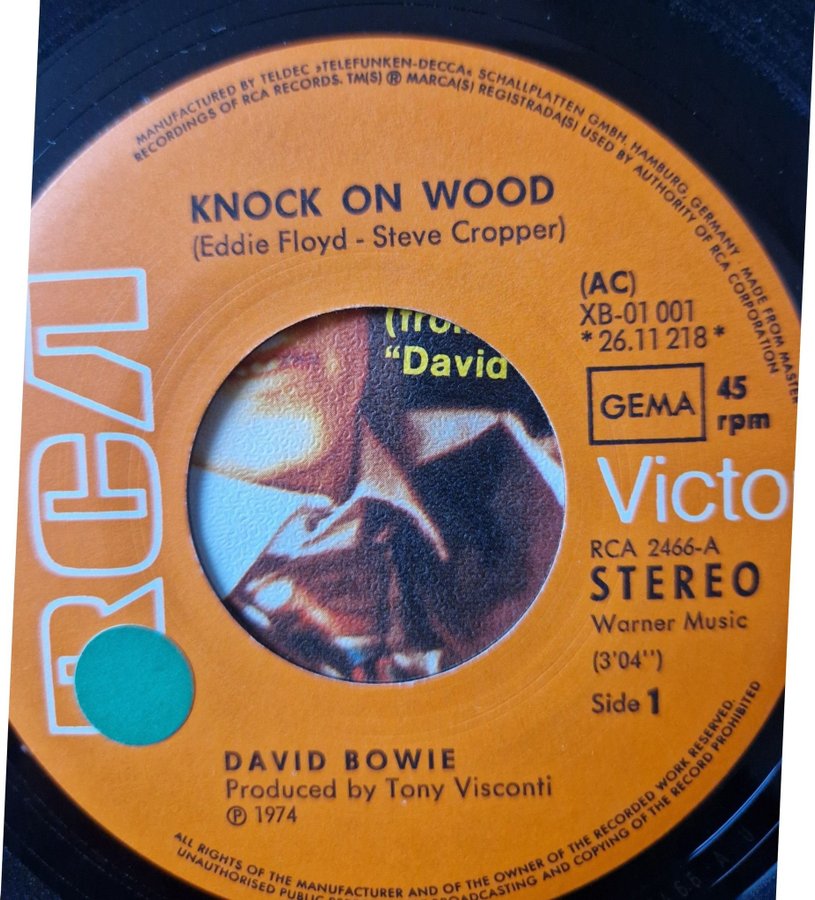 MANUFACTURED BY TELDEC »TELEFUNKEN-DECCA« SCHALLPLATTEN GMBH, HAMBURG, GERMANY · MADE FROM MASTER
RECORDINGS OF RCA RECORDS. TM(S) ® MARCA(S) REGISTRADA(S) USED BY AUTHORITY OF RCA CORPORATION
KNOCK ON WOOD
(Eddie Floyd - Steve Cropper)
(AC)
XB-01 001
*26.11 218*
GEMA
45
rpm
RCA
Victo
RCA 2466-A
STEREO
Warner Music
(3'04'')
Side 1
"David
DAVID BOWIE
Produced by Tony Visconti
℗ 1974
ALL RIGHTS OF THE MANUFACTURER AND OF THE OWNER OF THE RECORDED WORK RESERVED.
UNAUTHORISED PUBLIC BROADCASTING AND COPYING OF THE RECORD PROHIBITED